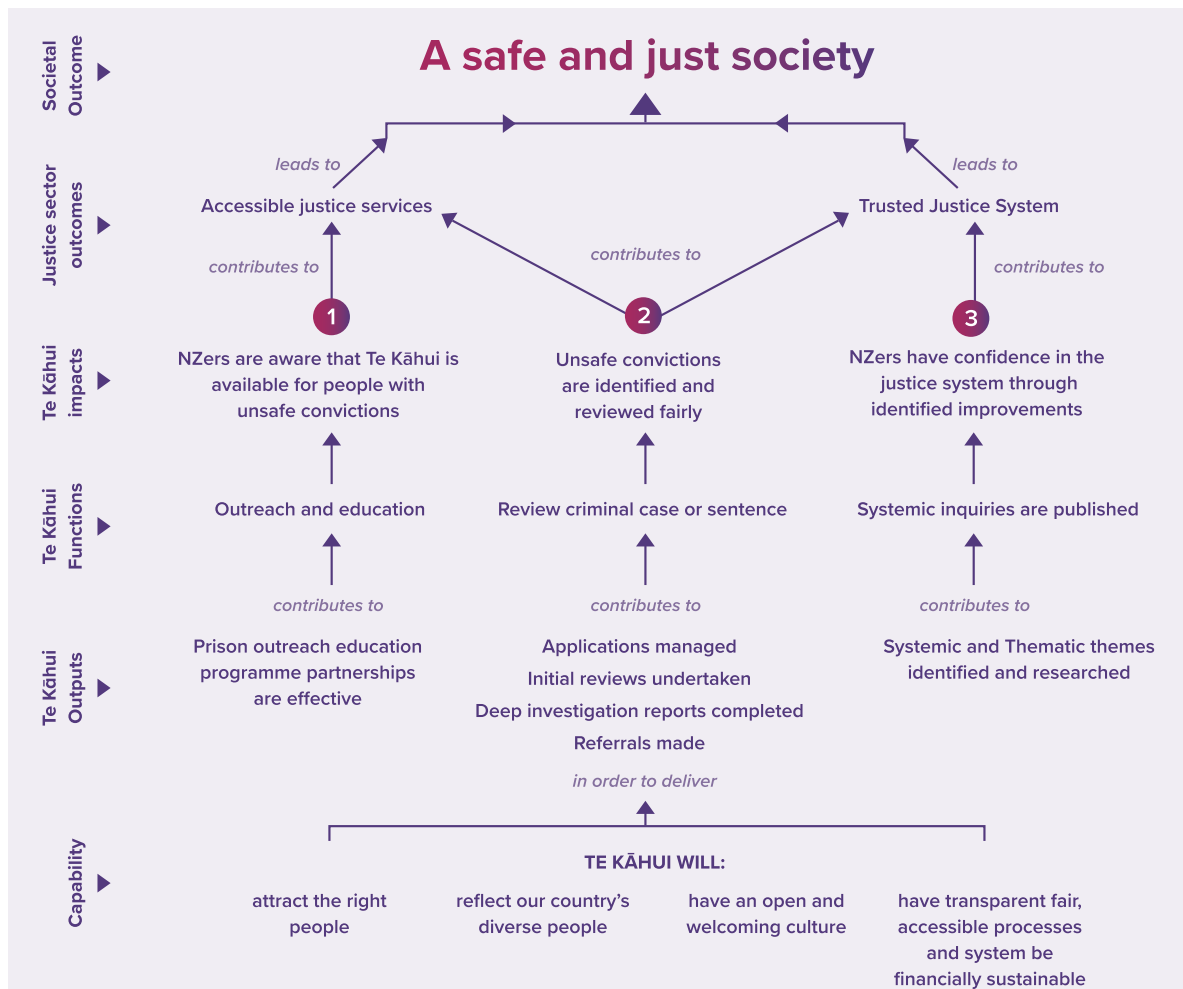 Societal
Outcome
A safe and just society
leads to
leads to
Justice sector
outcomes
Accessible justice services
Trusted Justice System
contributes to
contributes to
contributes to
1
2
3
Te Kāhui
impacts
NZers are aware that Te Kāhui is
available for people with
unsafe convictions
Unsafe convictions
are identified and
reviewed fairly
NZers have confidence in the
justice system through
identified improvements
Te Kāhui
Functions
Outreach and education
Review criminal case or sentence
Systemic inquiries are published
contributes to
contributes to
contributes to
Te Kāhui
Outputs
Prison outreach education
programme partnerships
are effective
Applications managed
Initial reviews undertaken
Deep investigation reports completed
Referrals made
Systemic and Thematic themes
identified and researched
in order to deliver
Capability
TE KĀHUI WILL:
attract the right
people
reflect our country’s
diverse people
have an open and
welcoming culture
have transparent fair,
accessible processes
and system be
financially sustainable